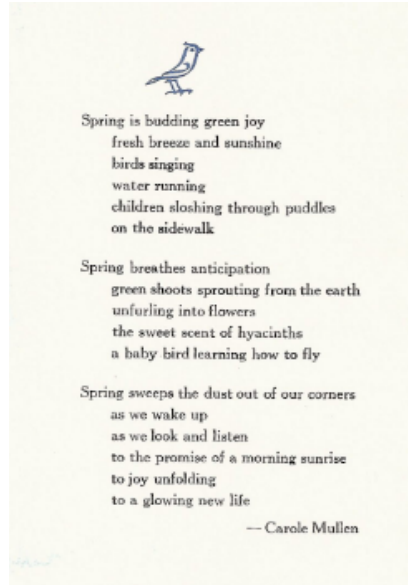 Spring is budding green joy
fresh breeze and sunshine
birds singing
water running
children sloshing through puddles
on the sidewalk
Spring breathes anticipation
green shoots sprouting from the earth
unfurling into flowers
the sweet scent of hyacinths
a baby bird learning how to fly
Spring sweeps the dust out of our corners
as we wake up
as we look and listen
to the promise of a morning sunrise
to joy unfolding
to a glowing new life
— Carole Mullen